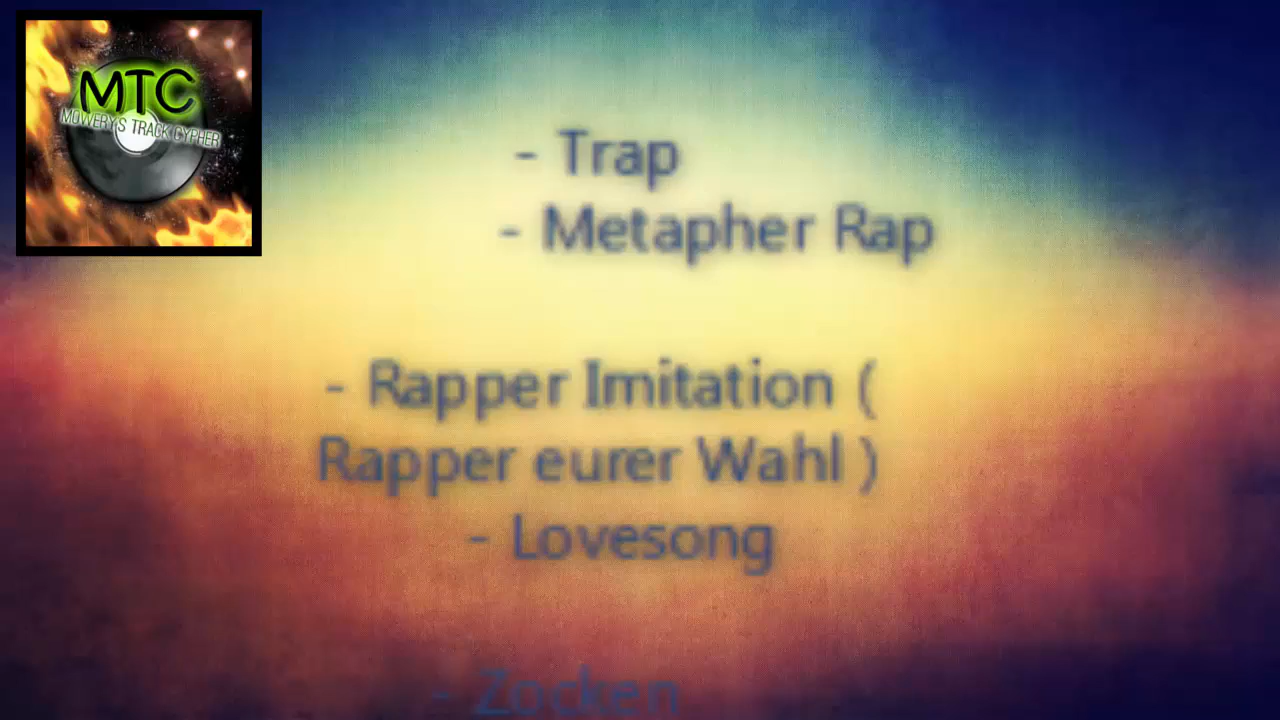 MTC
MOWERY'S TRACK CYPHER
- Trap
- Metapher Rap
- Rapper Imitation (
Rapper eurer Wahl )
- Lovesong
- Zocken